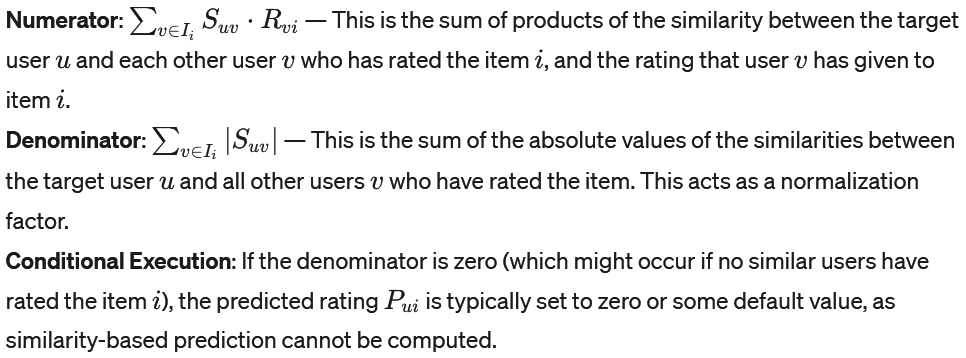 Numerator: ∑_{v∈I_i} S_{uv} · R_{vi} — This is the sum of products of the similarity between the target
user u and each other user v who has rated the item i, and the rating that user v has given to
item i.
Denominator: ∑_{v∈I_i} |S_{uv}| — This is the sum of the absolute values of the similarities between
the target user u and all other users v who have rated the item. This acts as a normalization
factor.
Conditional Execution: If the denominator is zero (which might occur if no similar users have
rated the item i), the predicted rating P_{ui} is typically set to zero or some default value, as
similarity-based prediction cannot be computed.